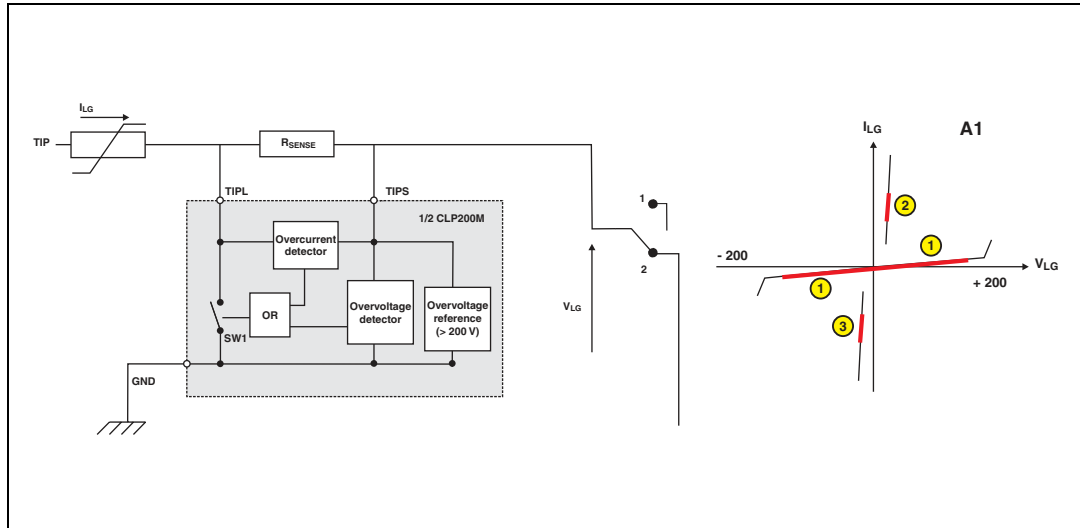 ILG
TIP
RSENSE
TIPL
TIPS
1/2 CLP200M
Overcurrent
detector
OR
SW1
Overvoltage
detector
Overvoltage
reference
(> 200 V)
GND
VLG
1
2
ILG
A1
2
1
- 200
VLG
+ 200
1
3